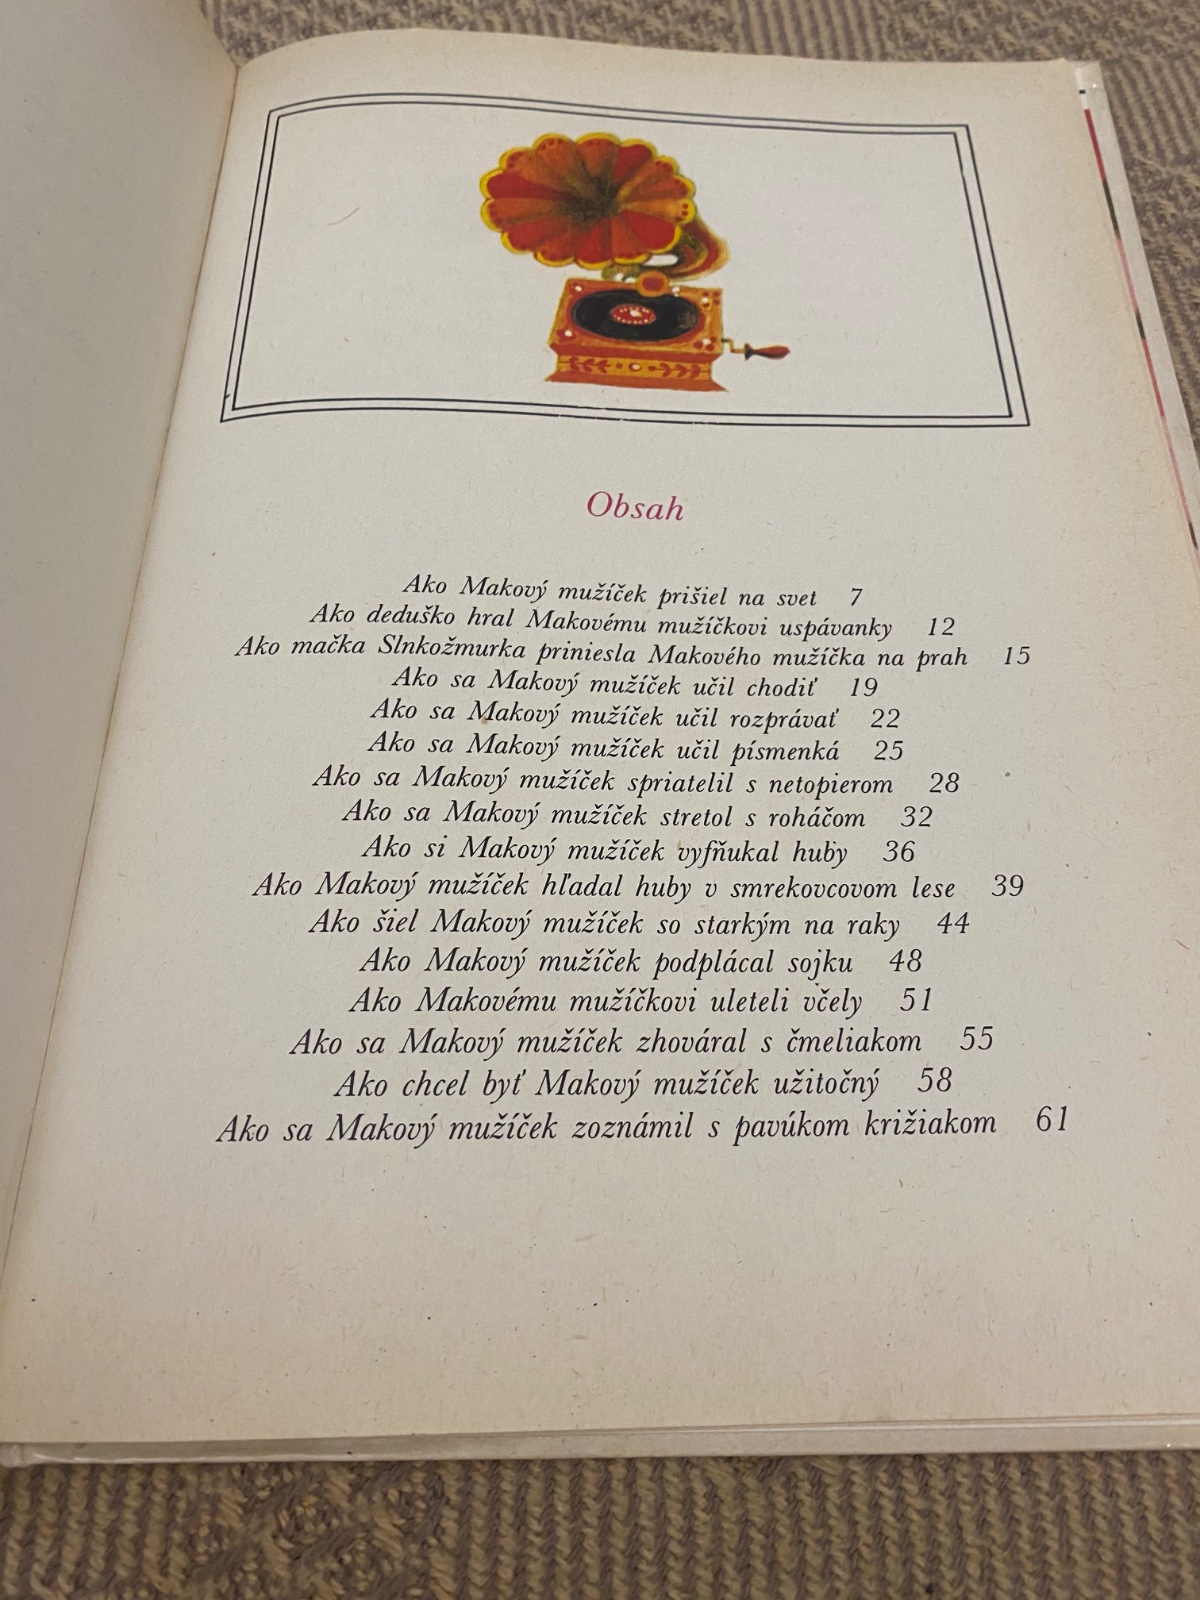 Obsah
Ako Makový mužíček prišiel na svet 7
Ako deduško hral Makovému mužíčkovi uspávanky 12
Ako mačka Slnkožmurka priniesla Makového mužíčka na prah 15
Ako sa Makový mužíček učil chodiť 19
Ako sa Makový mužíček učil rozprávať 22
Ako sa Makový mužíček učil písmenká 25
Ako sa Makový mužíček spriatelil s netopierom 28
Ako sa Makový mužíček stretol s roháčom 32
Ako si Makový mužíček vyfňukal huby 36
Ako Makový mužíček hľadal huby v smrekovcovom lese 39
Ako šiel Makový mužíček so starkým na raky 44
Ako Makový mužíček podplácal sojku 48
Ako Makovému mužíčkovi uleteli včely 51
Ako sa Makový mužíček zhováral s čmeliakom 55
Ako chcel byť Makový mužíček užitočný 58
Ako sa Makový mužíček zoznámil s pavúkom križiakom 61